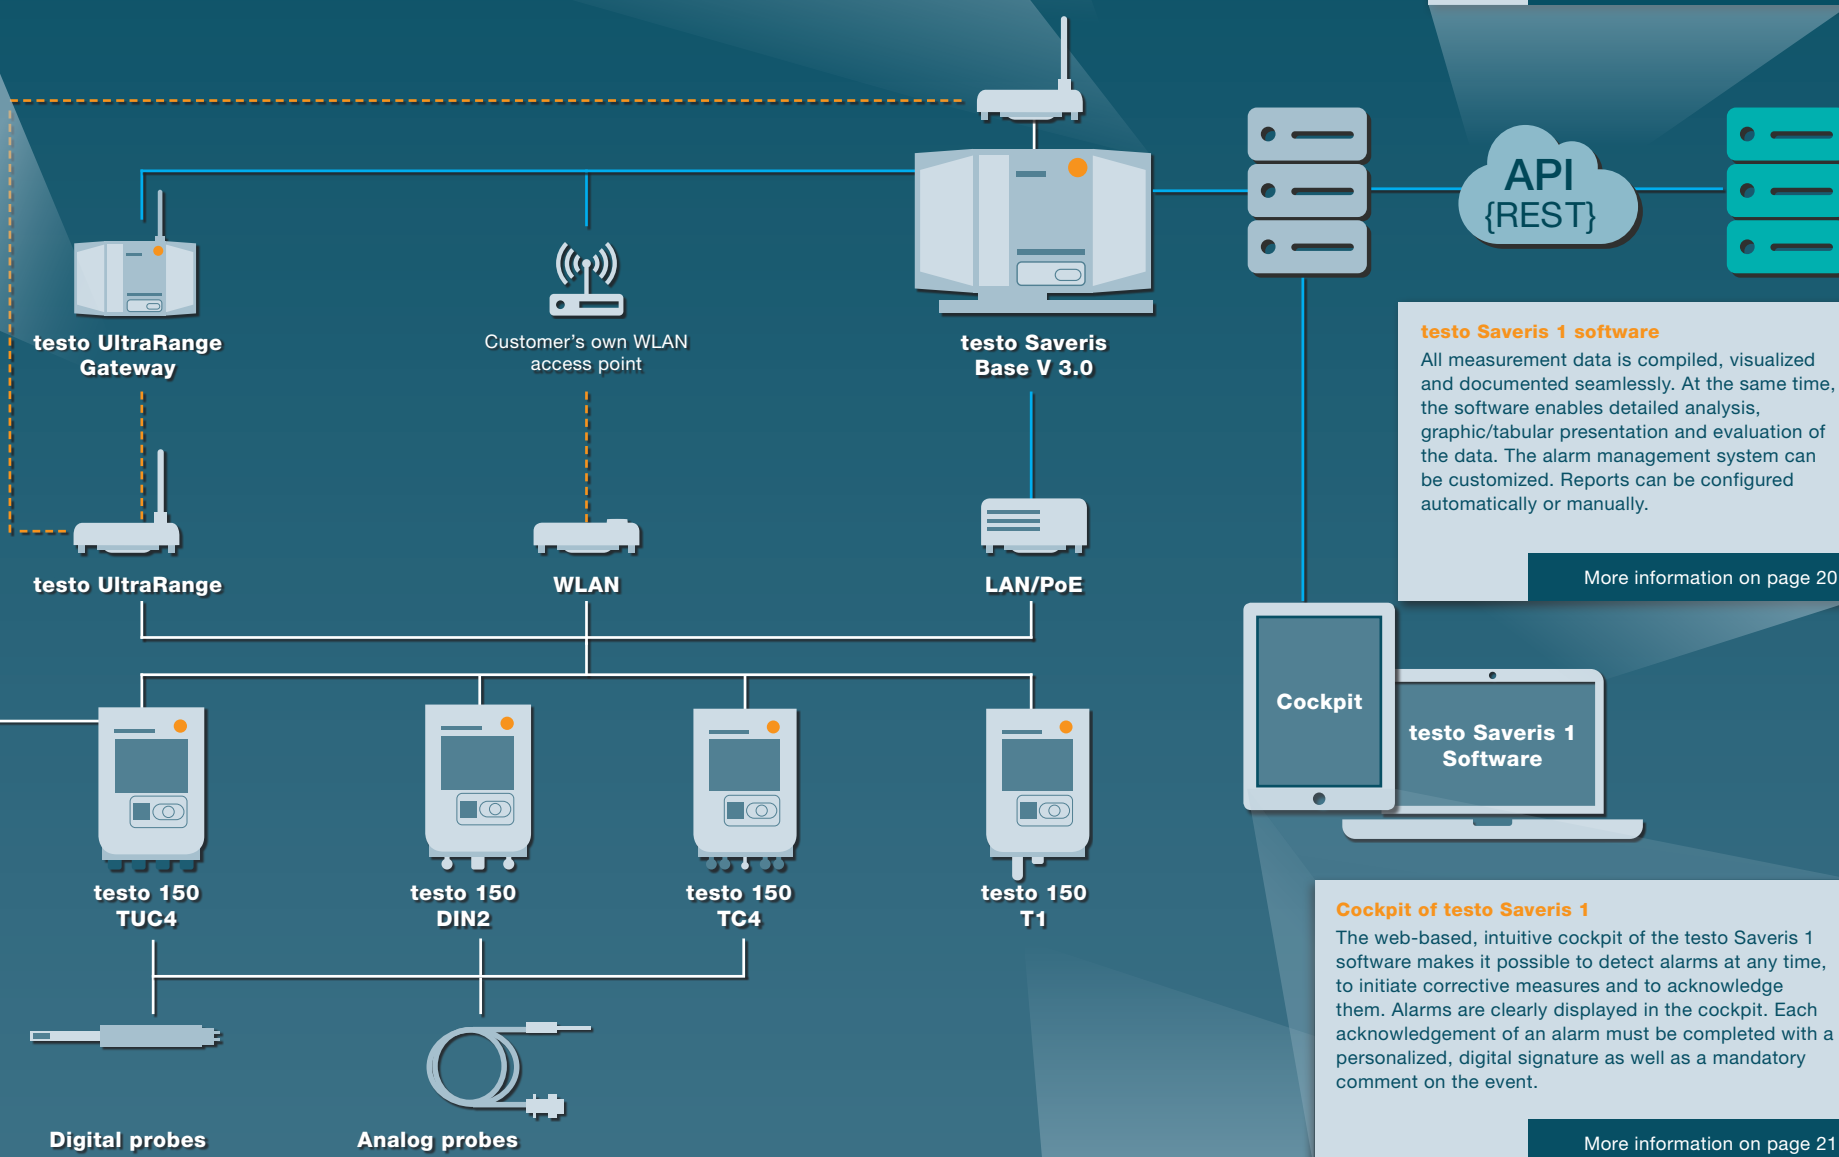 API
{REST}
testo UltraRange
Gateway
Customer's own WLAN
access point
testo Saveris
Base V 3.0
testo Saveris 1 software
All measurement data is compiled, visualized
and documented seamlessly. At the same time,
the software enables detailed analysis,
graphic/tabular presentation and evaluation of
the data. The alarm management system can
be customized. Reports can be configured
automatically or manually.
More information on page 20
testo UltraRange
WLAN
LAN/PoE
Cockpit
testo Saveris 1
Software
testo 150
TUC4
testo 150
DIN2
testo 150
TC4
testo 150
T1
Cockpit of testo Saveris 1
The web-based, intuitive cockpit of the testo Saveris 1
software makes it possible to detect alarms at any time,
to initiate corrective measures and to acknowledge
them. Alarms are clearly displayed in the cockpit. Each
acknowledgement of an alarm must be completed with a
personalized, digital signature as well as a mandatory
comment on the event.
More information on page 21
Digital probes
Analog probes